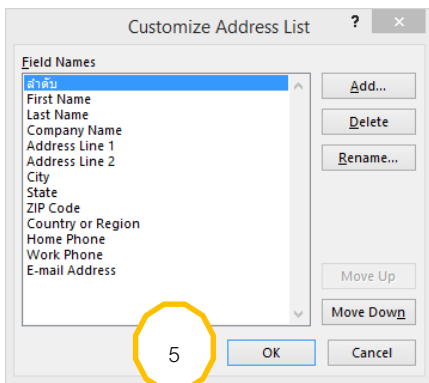 Customize Address List ? ×
Field Names
ลำดับ
First Name
Last Name
Company Name
Address Line 1
Address Line 2
City
State
ZIP Code
Country or Region
Home Phone
Work Phone
E-mail Address
Add...
Delete
Rename...
Move Up
Move Down
5
OK
Cancel